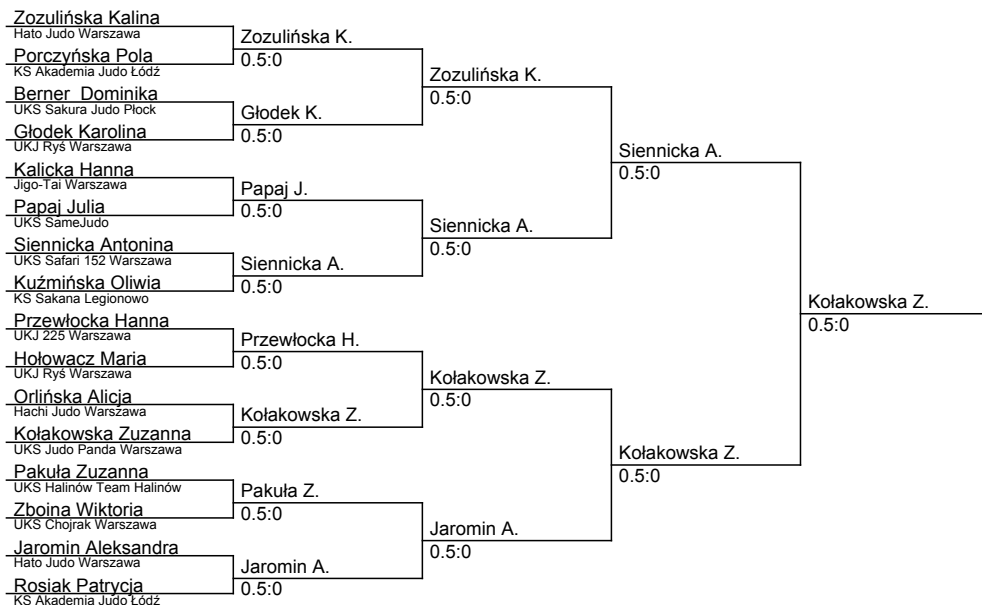 Zozulińska Kalina
Hato Judo Warszawa
Porczyńska Pola
KS Akademia Judo Łódź
Berner  Dominika
UKS Sakura Judo Płock
Głodek Karolina
UKJ Ryś Warszawa
Kalicka Hanna
Jigo-Tai Warszawa
Papaj Julia
UKS SameJudo
Siennicka Antonina
UKS Safari 152 Warszawa
Kuźmińska Oliwia
KS Sakana Legionowo
Przewłocka Hanna
UKJ 225 Warszawa
Hołowacz Maria
UKJ Ryś Warszawa
Orlińska Alicja
Hachi Judo Warszawa
Kołakowska Zuzanna
UKS Judo Panda Warszawa
Pakuła Zuzanna
UKS Halinów Team Halinów
Zboina Wiktoria
UKS Chojrak Warszawa
Jaromin Aleksandra
Hato Judo Warszawa
Rosiak Patrycja
KS Akademia Judo Łódź
Zozulińska K.
0.5:0
Głodek K.
0.5:0
Papaj J.
0.5:0
Siennicka A.
0.5:0
Przewłocka H.
0.5:0
Kołakowska Z.
0.5:0
Pakuła Z.
0.5:0
Jaromin A.
0.5:0
Zozulińska K.
0.5:0
Siennicka A.
0.5:0
Kołakowska Z.
0.5:0
Jaromin A.
0.5:0
Siennicka A.
0.5:0
Kołakowska Z.
0.5:0
Kołakowska Z.
0.5:0